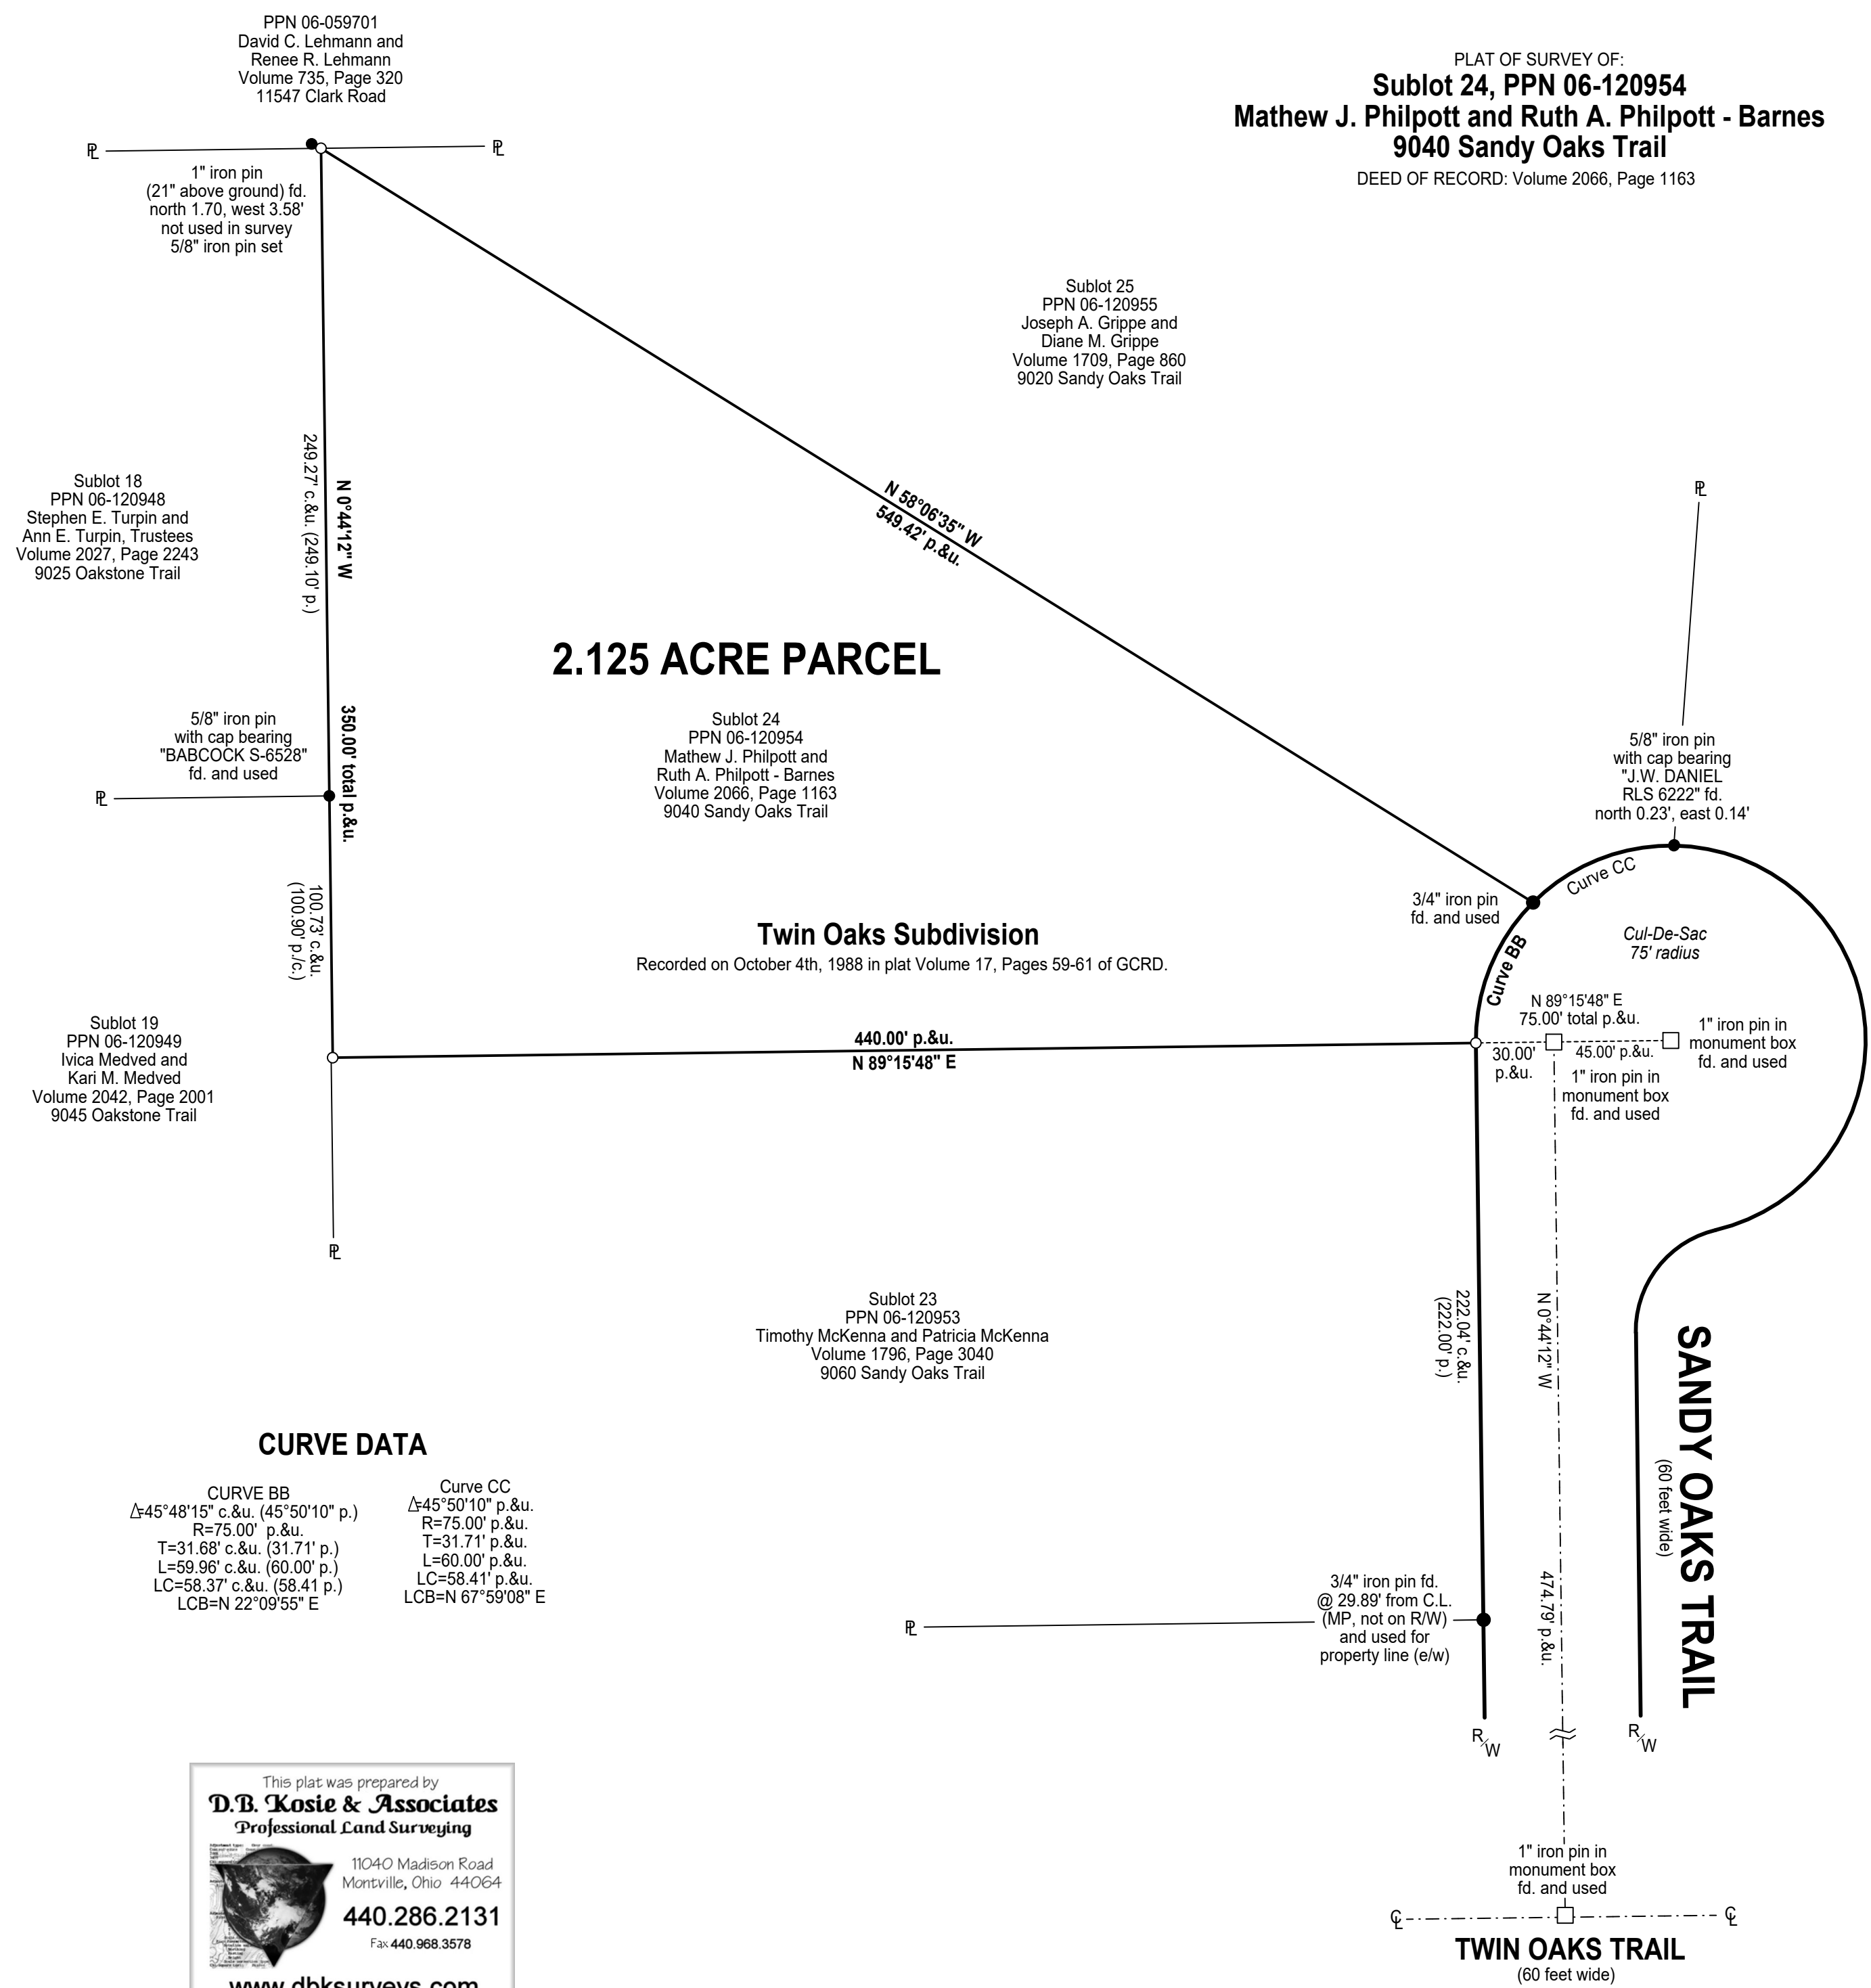 PPN 06-059701
David C. Lehmann and
Renee R. Lehmann
Volume 735, Page 320
11547 Clark Road
PLAT OF SURVEY OF:
Sublot 24, PPN 06-120954
Mathew J. Philpott and Ruth A. Philpott - Barnes
9040 Sandy Oaks Trail
DEED OF RECORD: Volume 2066, Page 1163
PL
PL
1" iron pin
(21" above ground) fd.
north 1.70, west 3.58'
not used in survey
5/8" iron pin set
Sublot 25
PPN 06-120955
Joseph A. Grippe and
Diane M. Grippe
Volume 1709, Page 860
9020 Sandy Oaks Trail
Sublot 18
PPN 06-120948
Stephen E. Turpin and
Ann E. Turpin, Trustees
Volume 2027, Page 2243
9025 Oakstone Trail
249.27' c.&u. (249.10' p.)
N 0°44'12" W
N 58°06'35" W
549.42' p.&u.
PL
2.125 ACRE PARCEL
350.00' total p.&u.
5/8" iron pin
with cap bearing
"BABCOCK S-6528"
fd. and used
PL
Sublot 24
PPN 06-120954
Mathew J. Philpott and
Ruth A. Philpott - Barnes
Volume 2066, Page 1163
9040 Sandy Oaks Trail
5/8" iron pin
with cap bearing
"J.W. DANIEL
RLS 6222" fd.
north 0.23', east 0.14'
Curve CC
3/4" iron pin
fd. and used
100.73' c.&u.
(100.90' p./c.)
Twin Oaks Subdivision
Recorded on October 4th, 1988 in plat Volume 17, Pages 59-61 of GCRD.
Curve BB
Cul-De-Sac
75' radius
N 89°15'48" E
75.00' total p.&u.
30.00'
p.&u.
45.00' p.&u.
1" iron pin in
monument box
fd. and used
1" iron pin in
monument box
fd. and used
440.00' p.&u.
N 89°15'48" E
Sublot 19
PPN 06-120949
Ivica Medved and
Kari M. Medved
Volume 2042, Page 2001
9045 Oakstone Trail
PL
Sublot 23
PPN 06-120953
Timothy McKenna and Patricia McKenna
Volume 1796, Page 3040
9060 Sandy Oaks Trail
222.04' c.&u.
(222.00' p.)
N 0°44'12" W
474.79' p.&u.
SANDY OAKS TRAIL
(60 feet wide)
CURVE DATA
CURVE BB
Δ=45°48'15" c.&u. (45°50'10" p.)
R=75.00' p.&u.
T=31.68' c.&u. (31.71' p.)
L=59.96' c.&u. (60.00' p.)
LC=58.37' c.&u. (58.41 p.)
LCB=N 22°09'55" E
Curve CC
Δ=45°50'10" p.&u.
R=75.00' p.&u.
T=31.71' p.&u.
L=60.00' p.&u.
LC=58.41' p.&u.
LCB=N 67°59'08" E
PL
3/4" iron pin fd.
@ 29.89' from C.L.
(MP, not on R/W)
and used for
property line (e/w)
R/W
R/W
This plat was prepared by
D.B. Kosie & Associates
Professional Land Surveying
11040 Madison Road
Montville, Ohio 44064
440.286.2131
Fax 440.968.3578
www.dbksurveys.com
1" iron pin in
monument box
fd. and used
CL
CL
TWIN OAKS TRAIL
(60 feet wide)